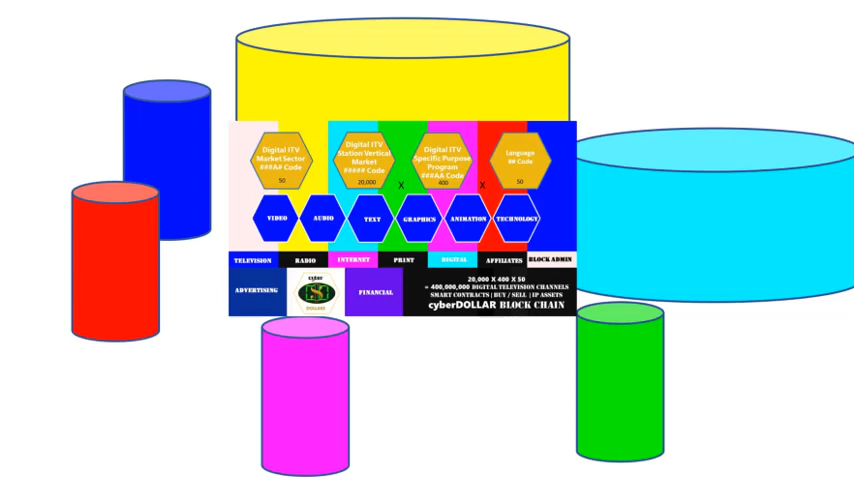 Digital ITV
Market Sector
###A# Code
50
Digital ITV
Station Vertical
Market
##### Code
20,000
X
Digital ITV
Specific Purpose
Program
###AA Code
400
X
Language
## Code
50
VIDEO
AUDIO
TEXT
GRAPHICS
ANIMATION
TECHNOLOGY
TELEVISION
RADIO
INTERNET
PRINT
DIGITAL
AFFILIATES
BLOCK ADMIN
ADVERTISING
CYBER
DOLLARS
FINANCIAL
20,000 X 400 X 50
= 400,000,000 DIGITAL TELEVISION CHANNELS
SMART CONTRACTS | BUY / SELL | IP ASSETS
cyberDOLLAR BLOCK CHAIN